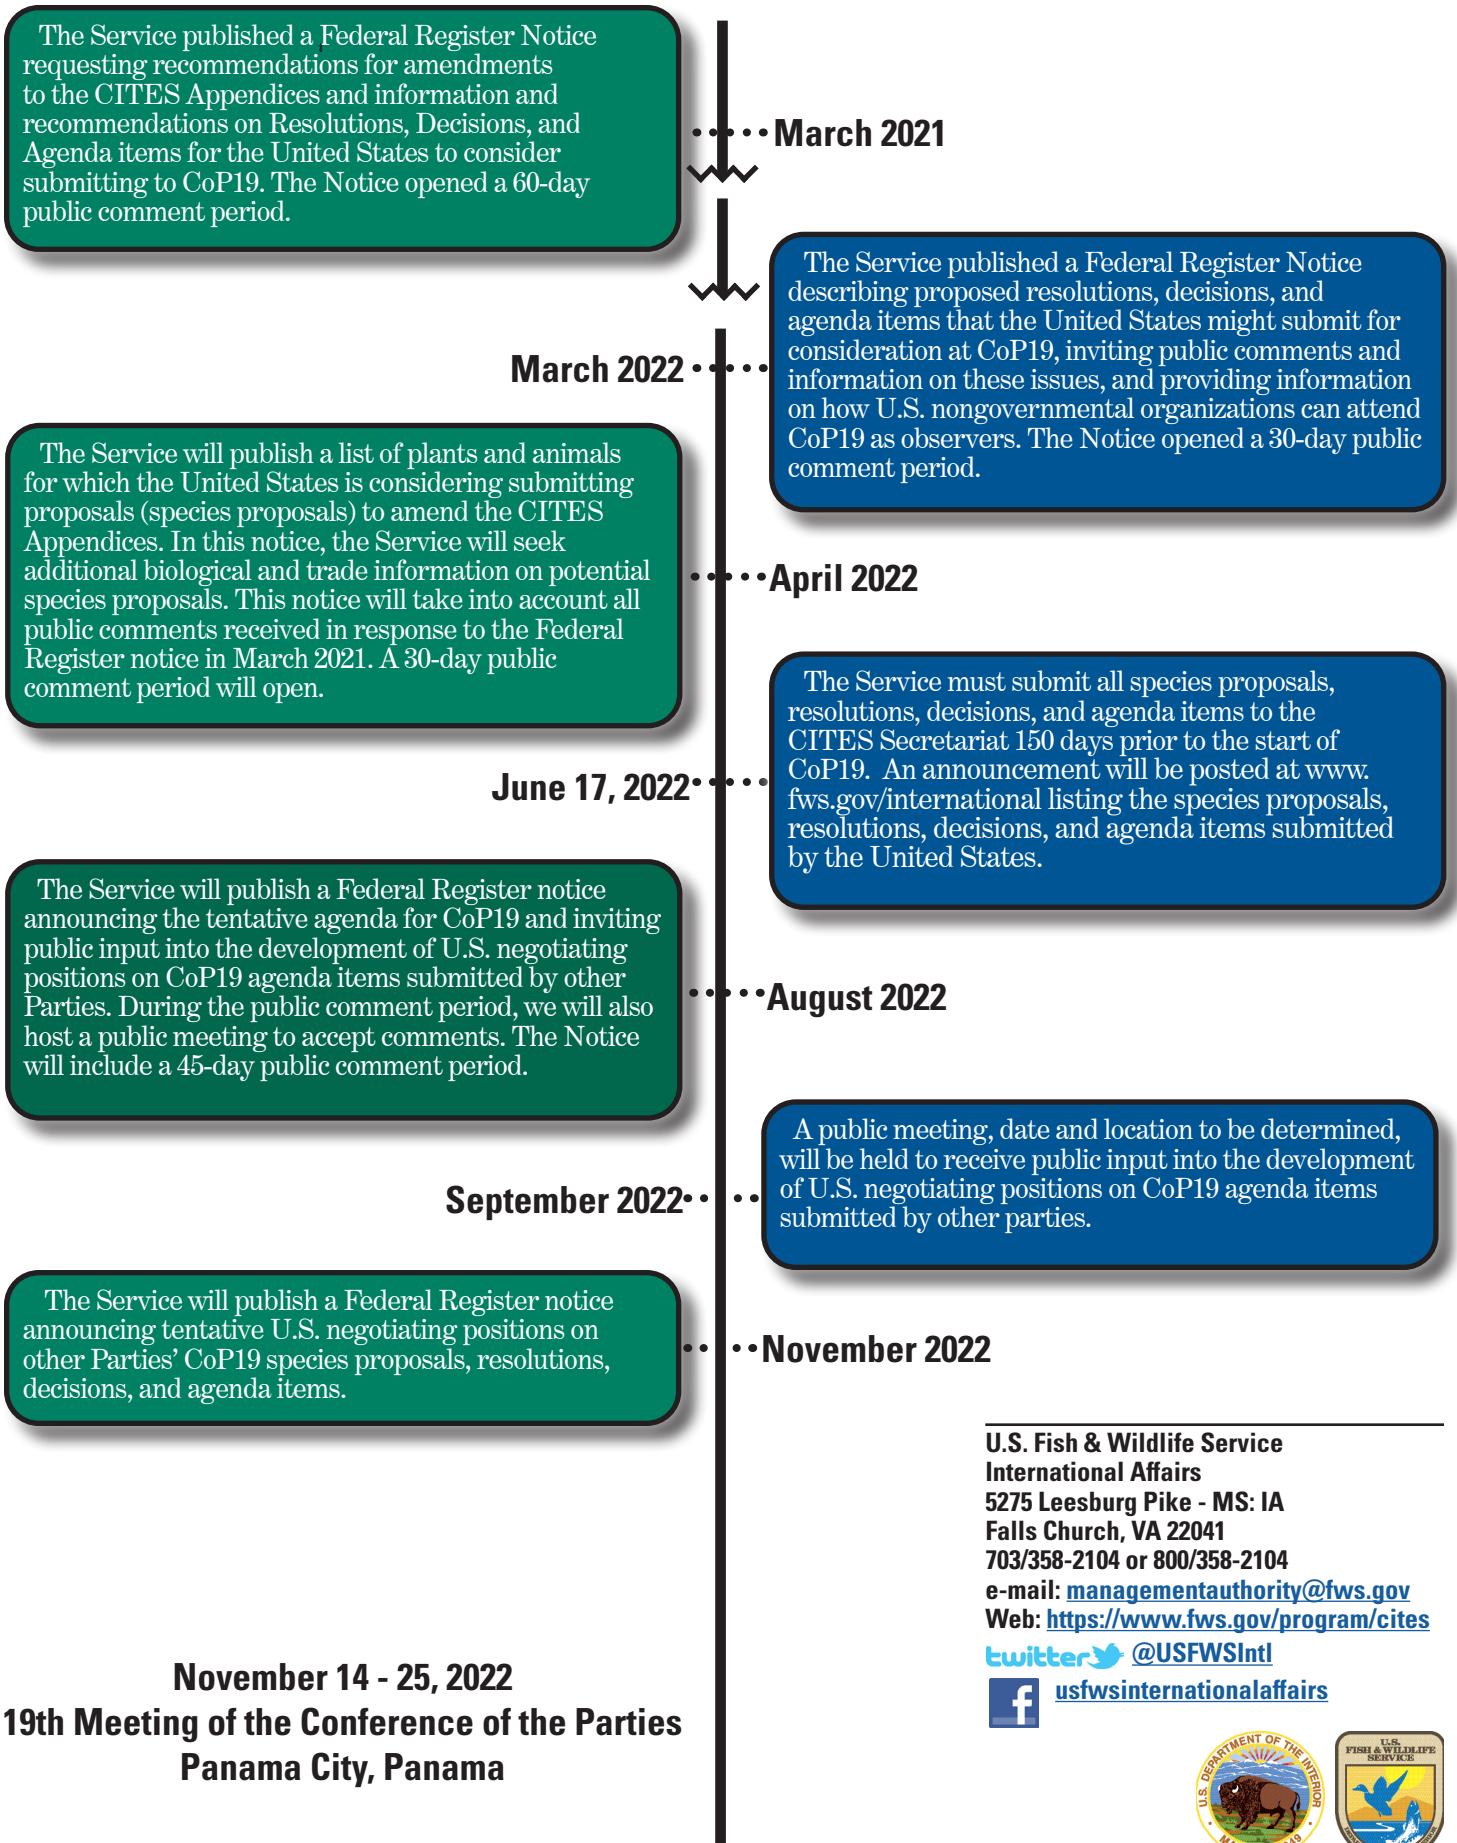 The Service published a Federal Register Notice
requesting recommendations for amendments
to the CITES Appendices and information and
recommendations on Resolutions, Decisions, and
Agenda items for the United States to consider
submitting to CoP19. The Notice opened a 60-day
public comment period.
March 2021
The Service published a Federal Register Notice
describing proposed resolutions, decisions, and
agenda items that the United States might submit for
consideration at CoP19, inviting public comments and
information on these issues, and providing information
on how U.S. nongovernmental organizations can attend
CoP19 as observers. The Notice opened a 30-day public
comment period.
March 2022
The Service will publish a list of plants and animals
for which the United States is considering submitting
proposals (species proposals) to amend the CITES
Appendices. In this notice, the Service will seek
additional biological and trade information on potential
species proposals. This notice will take into account all
public comments received in response to the Federal
Register notice in March 2021. A 30-day public
comment period will open.
April 2022
The Service must submit all species proposals,
resolutions, decisions, and agenda items to the
CITES Secretariat 150 days prior to the start of
CoP19.  An announcement will be posted at www.
fws.gov/international listing the species proposals,
resolutions, decisions, and agenda items submitted
by the United States.
June 17, 2022
The Service will publish a Federal Register notice
announcing the tentative agenda for CoP19 and inviting
public input into the development of U.S. negotiating
positions on CoP19 agenda items submitted by other
Parties. During the public comment period, we will also
host a public meeting to accept comments. The Notice
will include a 45-day public comment period.
August 2022
A public meeting, date and location to be determined,
will be held to receive public input into the development
of U.S. negotiating positions on CoP19 agenda items
submitted by other parties.
September 2022
The Service will publish a Federal Register notice
announcing tentative U.S. negotiating positions on
other Parties’ CoP19 species proposals, resolutions,
decisions, and agenda items.
November 2022
U.S. Fish & Wildlife Service
International Affairs
5275 Leesburg Pike - MS: IA
Falls Church, VA 22041
703/358-2104 or 800/358-2104
e-mail: managementauthority@fws.gov
Web: https://www.fws.gov/program/cites
twitter @USFWSIntl
f usfwsinternationalaffairs
November 14 - 25, 2022
19th Meeting of the Conference of the Parties
Panama City, Panama
U.S. DEPARTMENT OF THE INTERIOR
U.S.
FISH & WILDLIFE
SERVICE